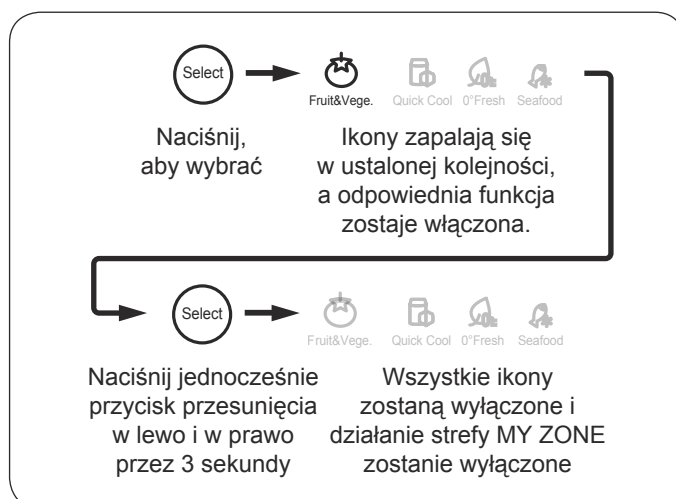 Select
Fruit&Vege. Quick Cool 0°Fresh Seafood
Naciśnij,
aby wybrać
Ikony zapalają się
w ustalonej kolejności,
a odpowiednia funkcja
zostaje włączona.
Select
Fruit&Vege. Quick Cool 0°Fresh Seafood
Naciśnij jednocześnie
przycisk przesunięcia
w lewo i w prawo
przez 3 sekundy
Wszystkie ikony
zostaną wyłączone i
działanie strefy MY ZONE
zostanie wyłączone